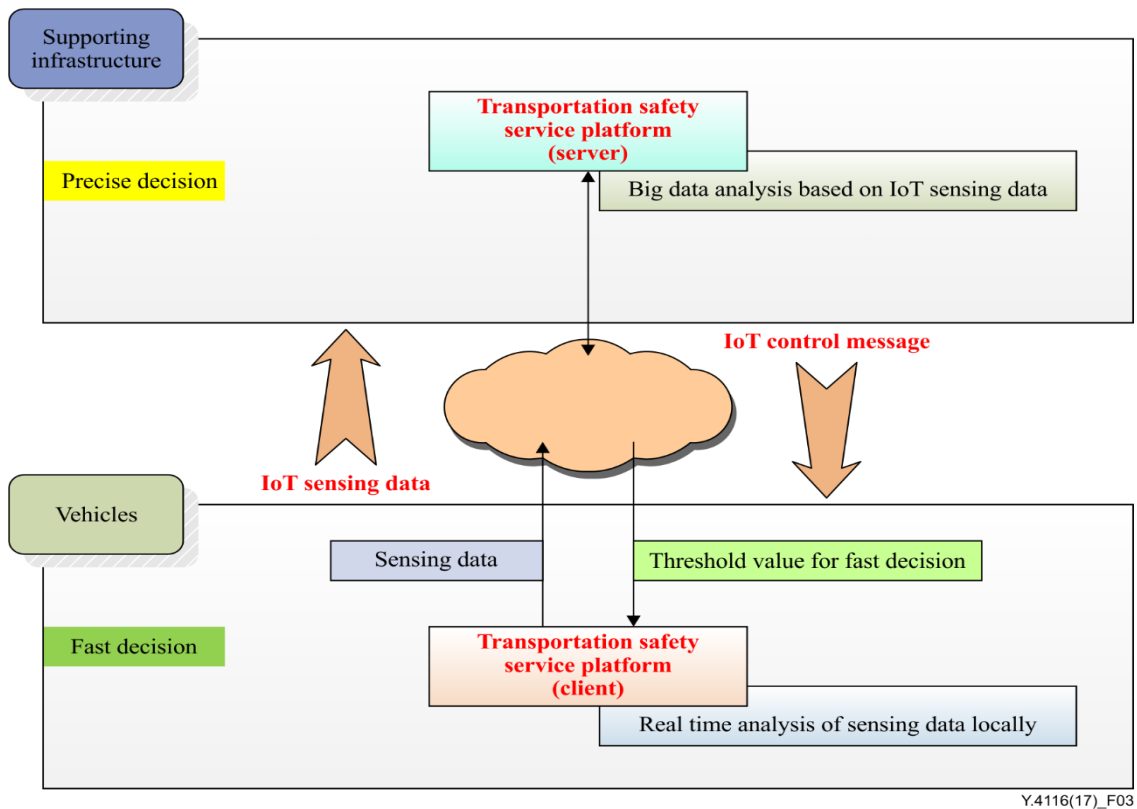 Supporting
infrastructure
Transportation safety
service platform
(server)
Precise decision
Big data analysis based on IoT sensing data
IoT control message
IoT sensing data
Vehicles
Sensing data
Threshold value for fast decision
Fast decision
Transportation safety
service platform
(client)
Real time analysis of sensing data locally
Y.4116(17)_F03